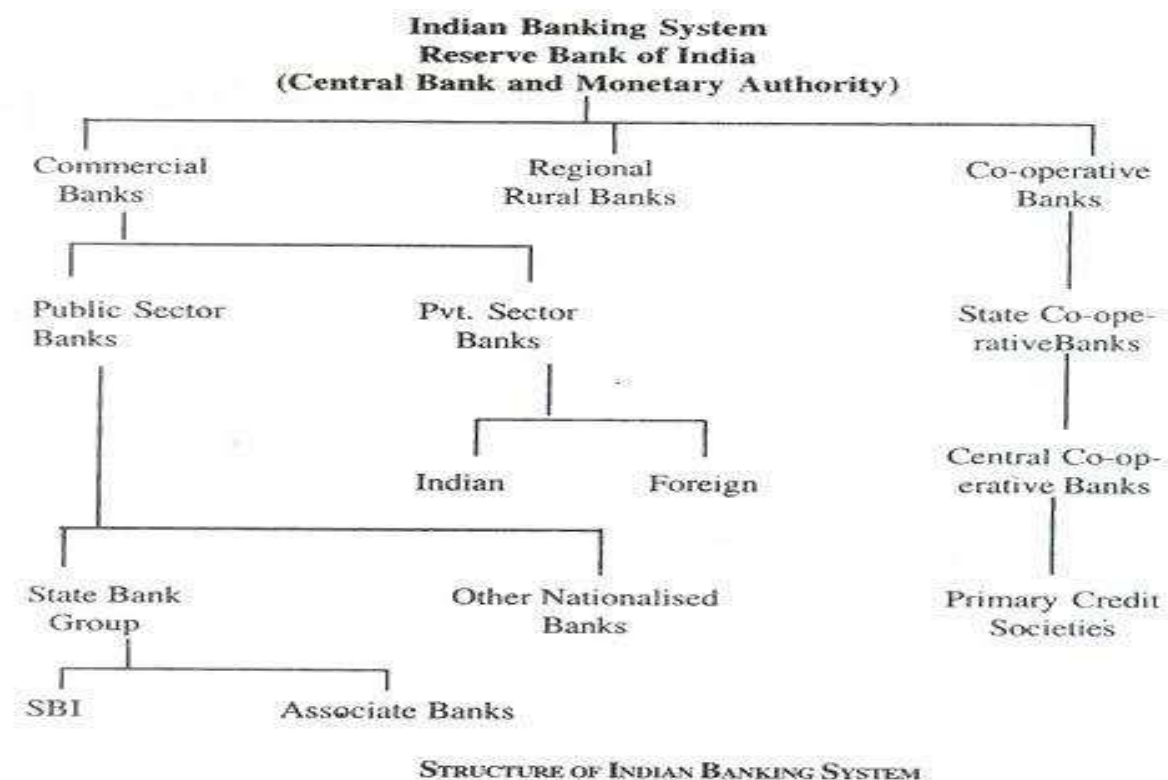 Indian Banking System
Reserve Bank of India
(Central Bank and Monetary Authority)
Commercial
Banks
Regional
Rural Banks
Co-operative
Banks
Public Sector
Banks
Pvt. Sector
Banks
State Co-ope-
rativeBanks
Indian
Foreign
Central Co-op-
erative Banks
State Bank
Group
Other Nationalised
Banks
Primary Credit
Societies
SBI
Associate Banks
STRUCTURE OF INDIAN BANKING SYSTEM